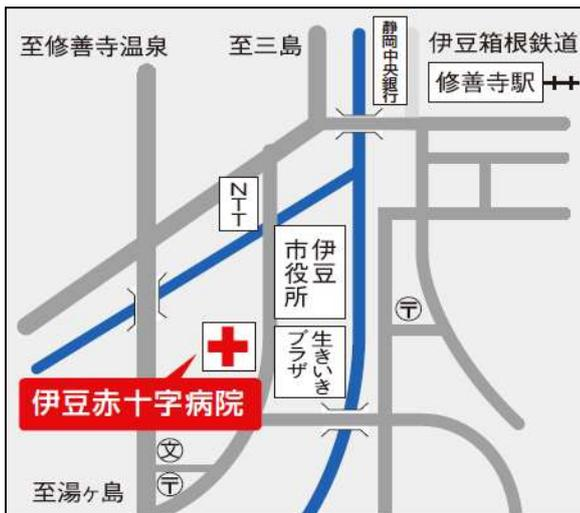 至修善寺温泉
至三島
静岡中央銀行
伊豆箱根鉄道
修善寺駅
NTT
伊豆
市役所
生きいき
プラザ
〒
伊豆赤十字病院
文
〒
至湯ヶ島